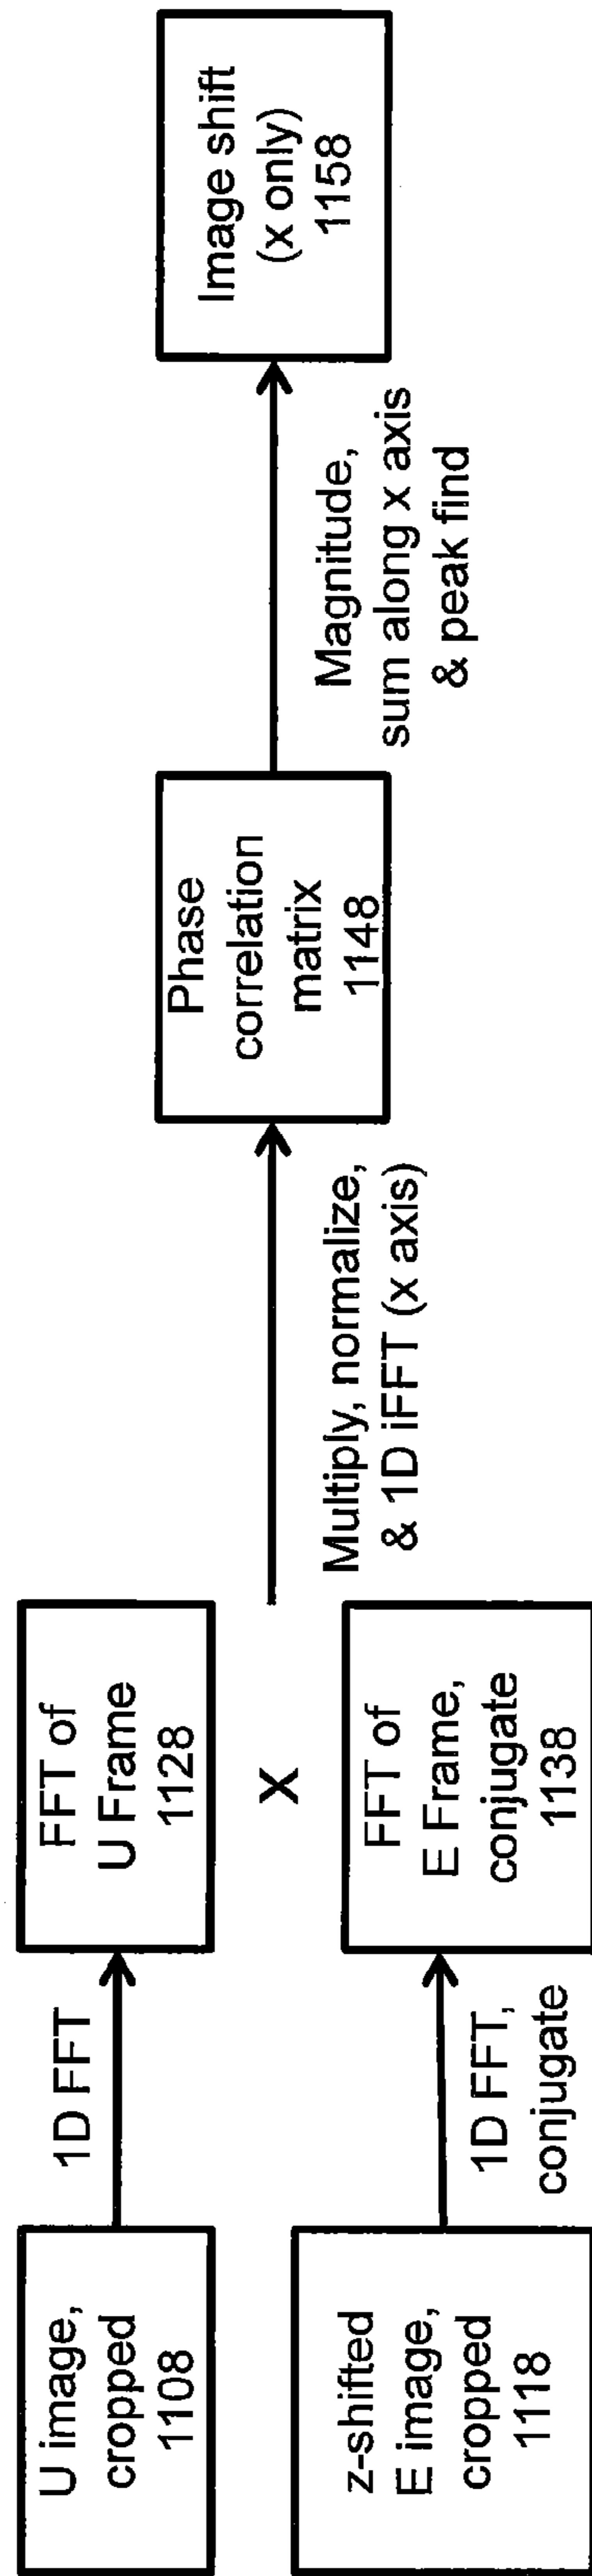 U image,
cropped
1108
1D FFT
FFT of
U Frame
1128
z-shifted
E image,
cropped
1118
1D FFT,
conjugate
FFT of
E Frame,
conjugate
1138
X
Multiply, normalize,
& 1D iFFT (x axis)
Phase
correlation
matrix
1148
Magnitude,
sum along x axis
& peak find
Image shift
(x only)
1158